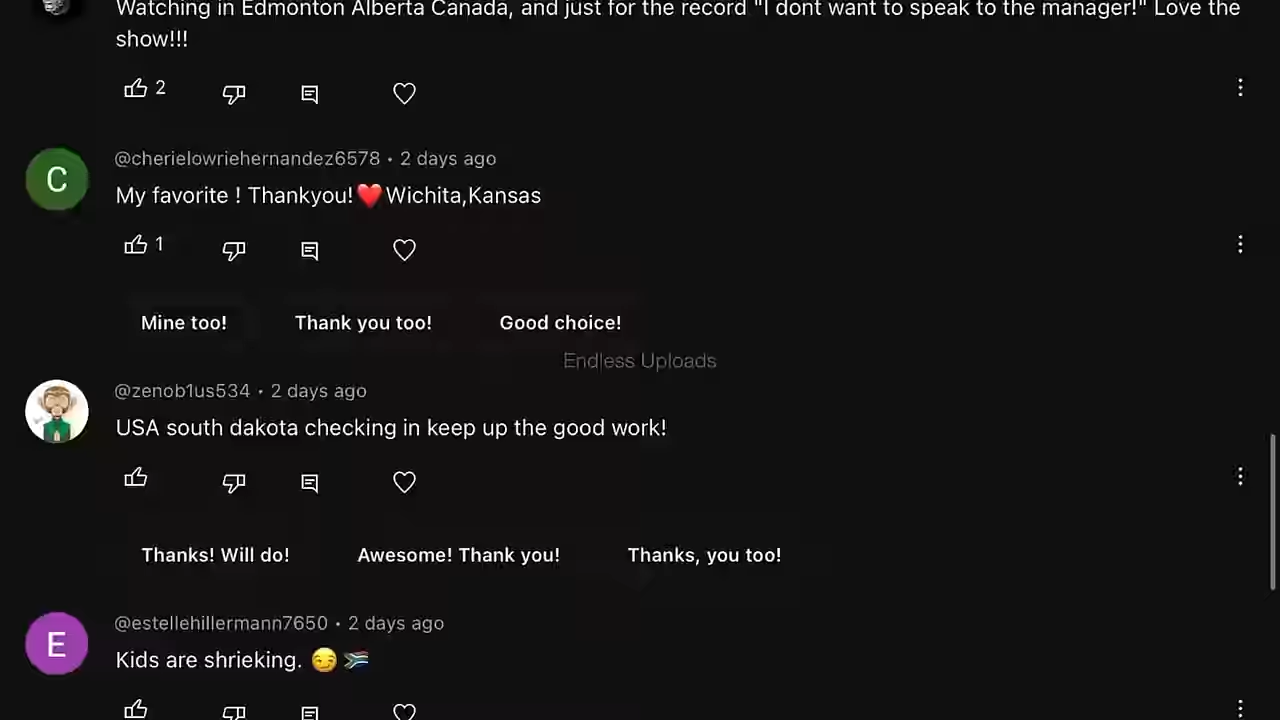 Watching in Edmonton Alberta Canada, and just for the record "I dont want to speak to the manager!" Love the
show!!!
2
@cherielowriehernandez6578 • 2 days ago
C
My favorite ! Thankyou!❤️Wichita,Kansas
1
Mine too! Thank you too! Good choice!
Endless Uploads
@zenob1us534 • 2 days ago
USA south dakota checking in keep up the good work!
Thanks! Will do! Awesome! Thank you! Thanks, you too!
@estellehillermann7650 • 2 days ago
E
Kids are shrieking. 😏 🇿🇦